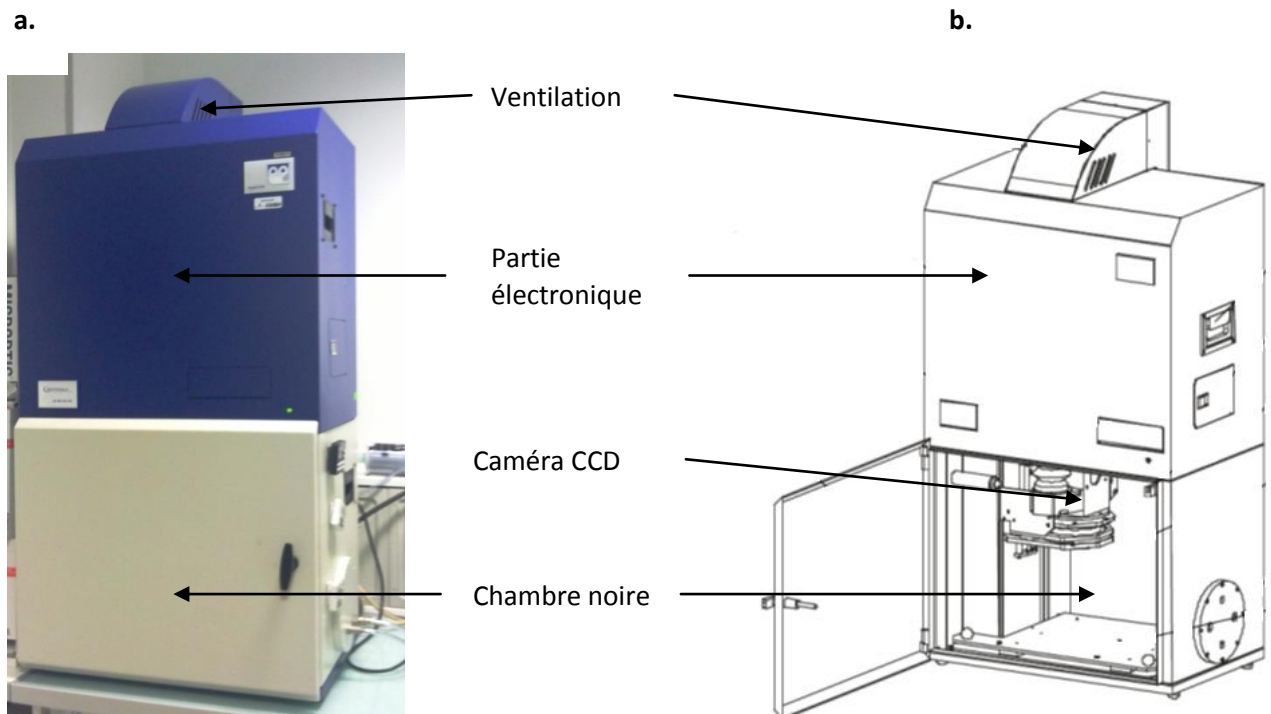 a.
b.
Ventilation
Partie
électronique
Caméra CCD
Chambre noire